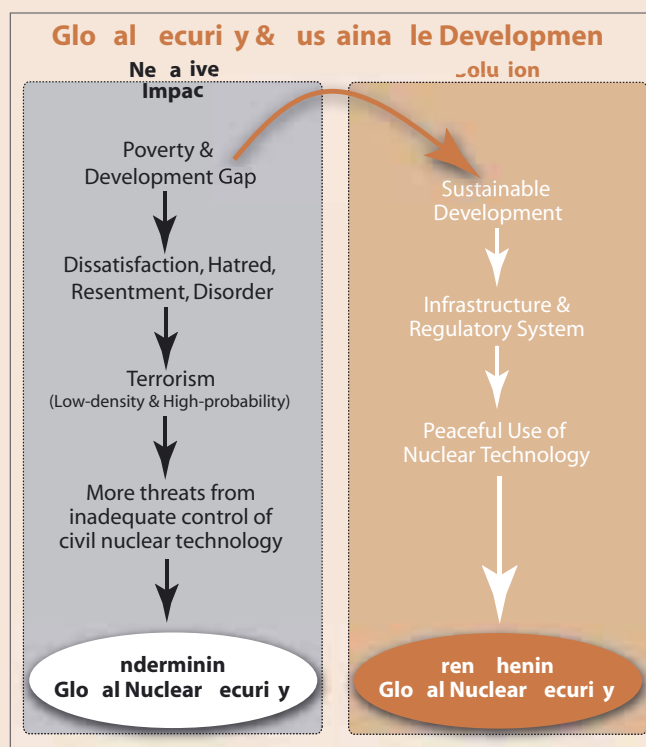 Glo al ecuri y & us aina le Developmen
Ne a ive
Impac
Poverty &
Development Gap
Dissatisfaction, Hatred,
Resentment, Disorder
Terrorism
(Low-density & High-probability)
More threats from
inadequate control of
civil nuclear technology
nderminin
Glo al Nuclear ecuri y
Solu ion
Sustainable
Development
Infrastructure &
Regulatory System
Peaceful Use of
Nuclear Technology
ren henin
Glo al Nuclear ecuri y